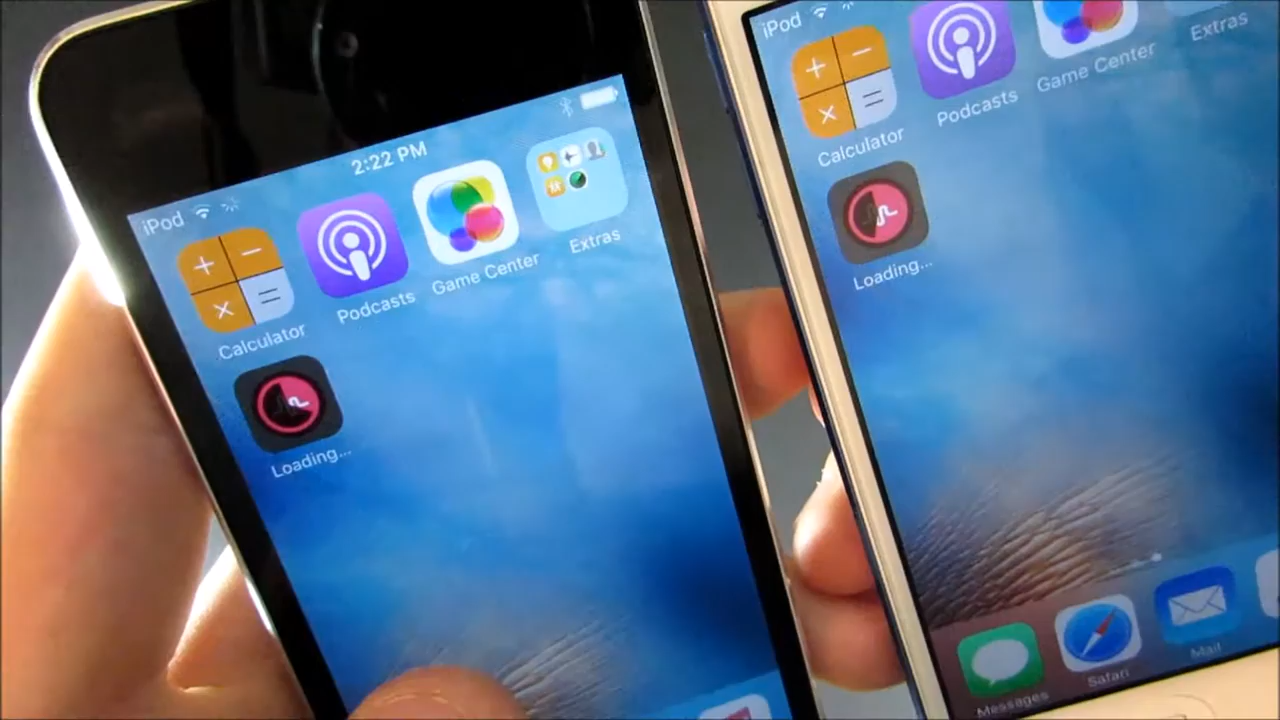 iPod
2:22 PM
Calculator
Podcasts
Game Center
Extras
Loading...
iPod
Calculator
Podcasts
Game Center
Extras
Loading...
Messages
Safari
Mail